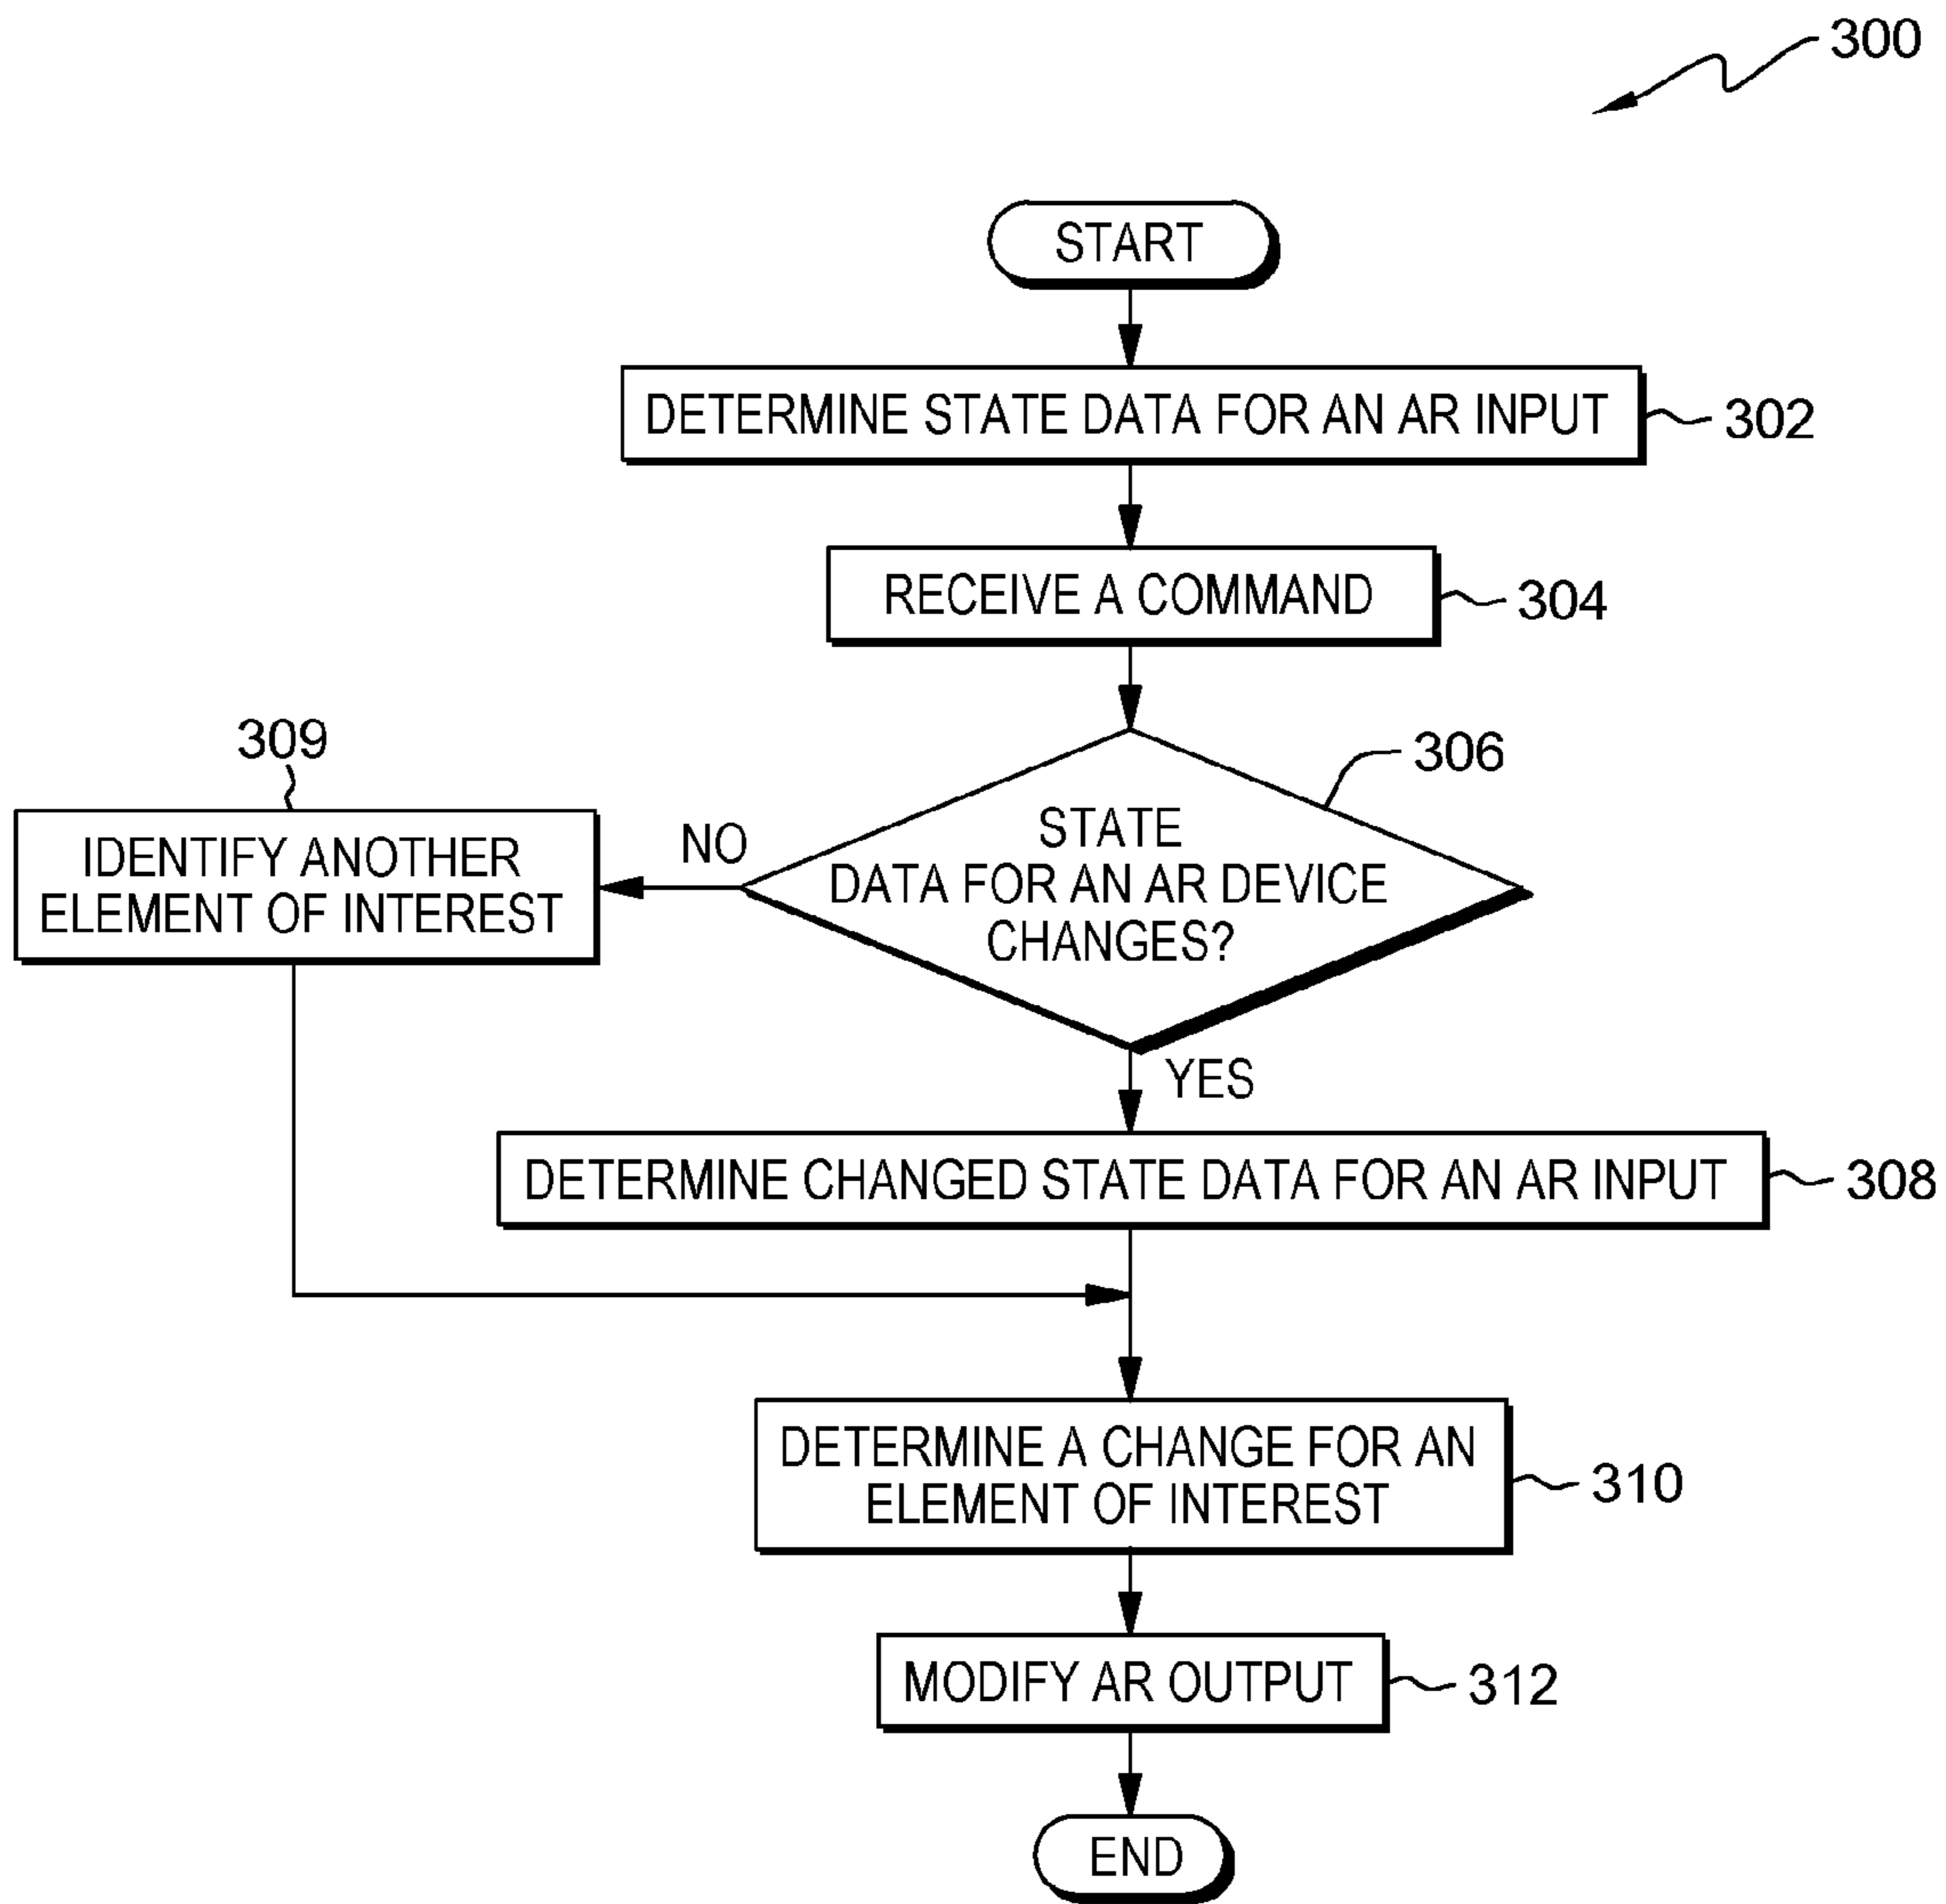 300
START
DETERMINE STATE DATA FOR AN AR INPUT
302
RECEIVE A COMMAND
304
306
STATE
DATA FOR AN AR DEVICE
CHANGES?
NO
309
IDENTIFY ANOTHER
ELEMENT OF INTEREST
YES
DETERMINE CHANGED STATE DATA FOR AN AR INPUT
308
DETERMINE A CHANGE FOR AN
ELEMENT OF INTEREST
310
MODIFY AR OUTPUT
312
END